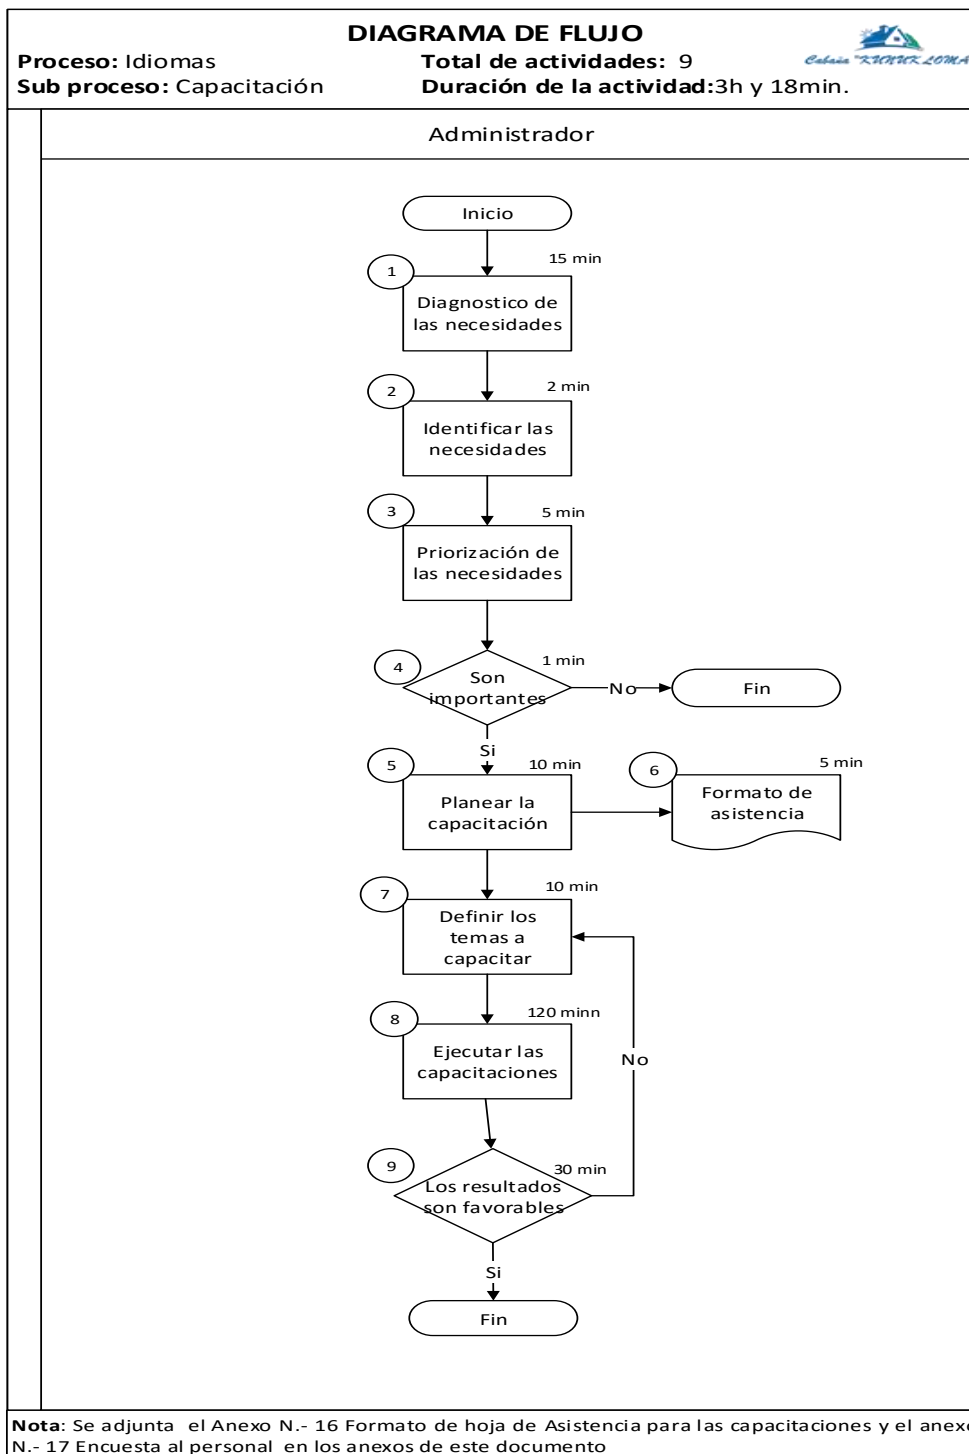 DIAGRAMA DE FLUJO
Proceso: Idiomas
Total de actividades: 9
Cabaña "KUNUK LOMA
Sub proceso: Capacitación
Duración de la actividad:3h y 18min.
Administrador
Inicio
15 min
1
Diagnostico de
las necesidades
2 min
2
Identificar las
necesidades
5 min
3
Priorización de
las necesidades
1 min
4
Son
importantes
No
Fin
Si
10 min
5
Planear la
capacitación
5 min
6
Formato de
asistencia
10 min
7
Definir los
temas a
capacitar
120 minn
8
Ejecutar las
capacitaciones
No
30 min
9
Los resultados
son favorables
Si
Fin
Nota: Se adjunta el Anexo N.- 16 Formato de hoja de Asistencia para las capacitaciones y el anexo
N.- 17 Encuesta al personal en los anexos de este documento